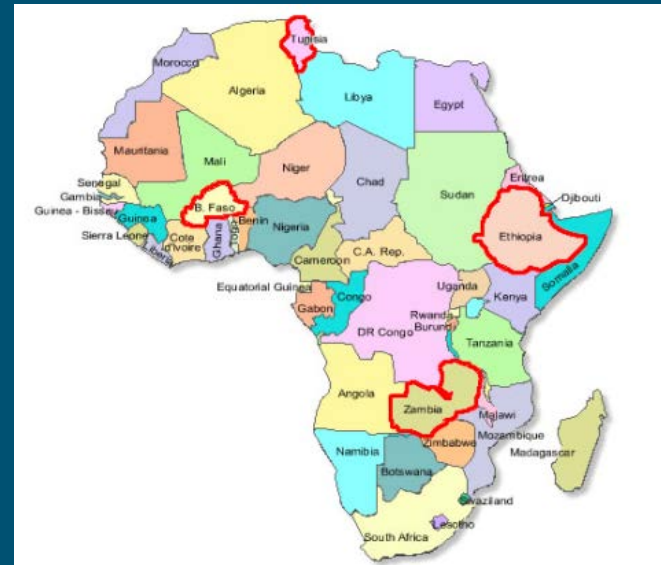 Tunisia
Morocco
Algeria
Libya
Egypt
Mauritania
Mali
Niger
Chad
Sudan
Eritrea
Senegal
Gambia
Guinea - Bissau
Guinea
B. Faso
Djibouti
Sierra Leone
Liberia
Cote
d'Ivoire
Ghana
Togo
Benin
Nigeria
Ethiopia
Somalia
Cameroon
C.A. Rep.
Equatorial Guinea
Gabon
Congo
DR Congo
Uganda
Kenya
Rwanda
Burundi
Tanzania
Angola
Zambia
Malawi
Mozambique
Madagascar
Namibia
Zimbabwe
Botswana
Swaziland
Lesotho
South Africa